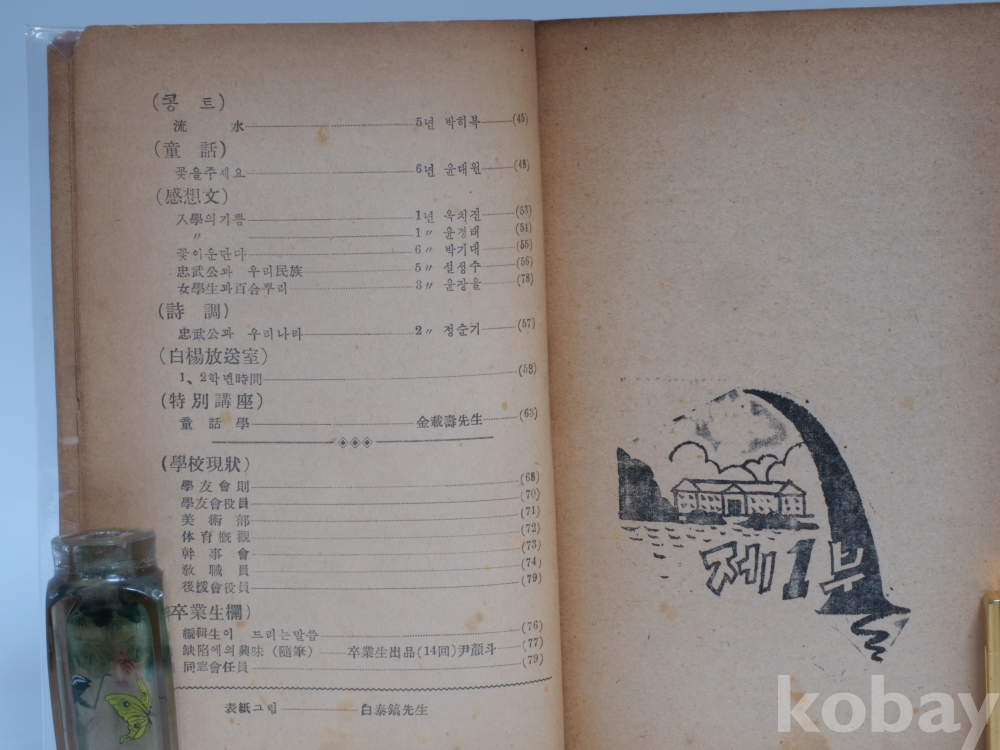 (콩 트)
流 水 5년 박히복 (45)
(童 話)
꽃을주세요 6년 윤대원 (48)
(感想文)
入學의기쁨 1년 옥치진 (53)
〃 1〃 윤경태 (54)
꽃이운단다 6〃 박기대 (55)
忠武公과 우리民族 5〃 설정수 (56)
女學生과百合뿌리 3〃 윤장을 (78)
(詩 調)
忠武公과 우리나라 2〃 정순기 (57)
(白楊放送室)
1、2학년時間 (58)
(特別講座)
童 話 學 金載壽先生 (63)
(學校現狀)
學友會則 (68)
學友會役員 (70)
美術部 (71)
体育槪觀 (72)
幹事會 (73)
敎職員 (74)
後援會役員 (79)
卒業生欄)
編輯生이 드리는말씀 (76)
缺陷에의興味 (隨筆) 卒業生出品(14回)尹顔斗 (77)
同窓會任員 (79)
表紙그림 白泰鎬先生
제1부
kobay